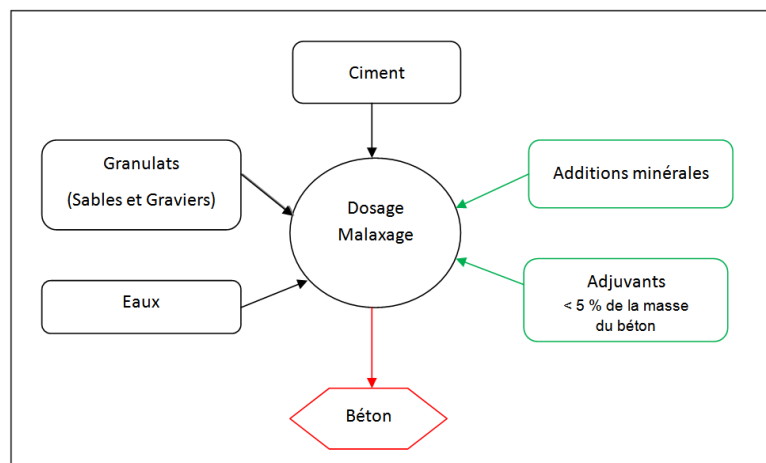 Ciment
Granulats
(Sables et Graviers)
Additions minérales
Dosage
Malaxage
Eaux
Adjuvants
< 5 % de la masse
du béton
Béton